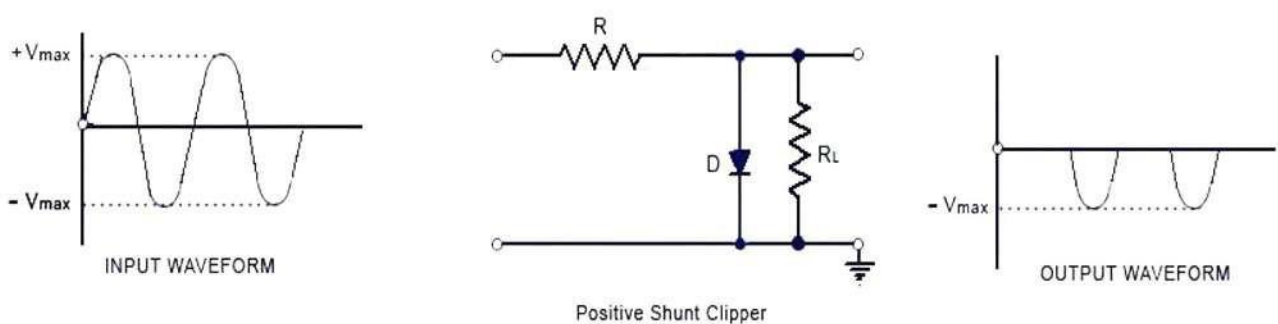 + Vmax
- Vmax
INPUT WAVEFORM
R
D
RL
Positive Shunt Clipper
- Vmax
OUTPUT WAVEFORM